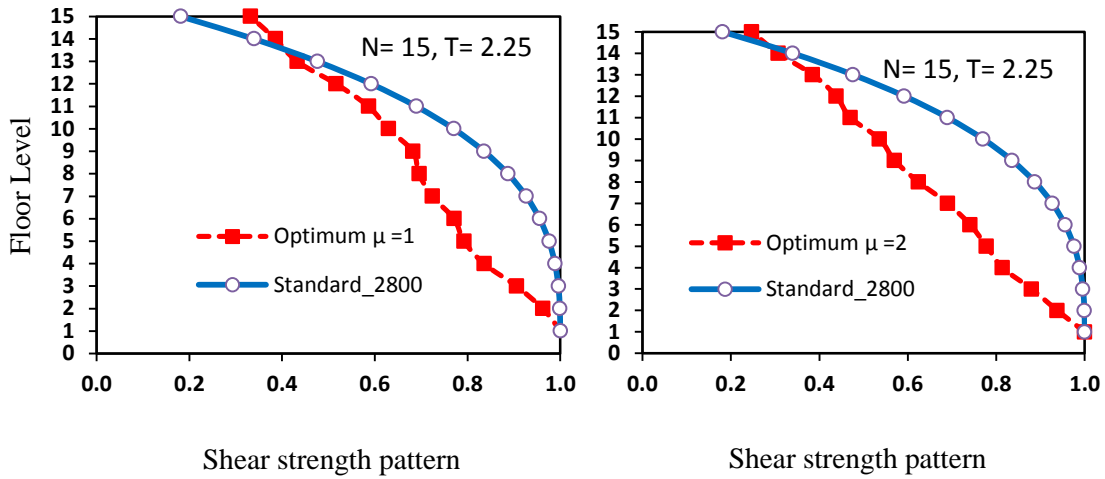 Floor Level
15
14
13
12
11
10
9
8
7
6
5
4
3
2
1
0
N= 15, T= 2.25
Optimum μ =1
Standard_2800
0.0 0.2 0.4 0.6 0.8 1.0
Shear strength pattern
15
14
13
12
11
10
9
8
7
6
5
4
3
2
1
0
N= 15, T= 2.25
Optimum μ =2
Standard_2800
0.0 0.2 0.4 0.6 0.8 1.0
Shear strength pattern